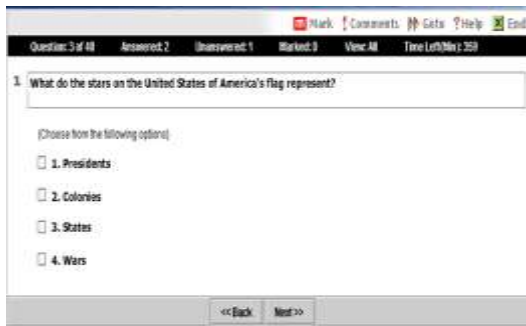 Mark Comments Goto ?Help End
Question: 3 of 40 Answered: 2 Unanswered: 1 Marked: 0 View: All Time Left(Min): 359
1 What do the stars on the United States of America's flag represent?
(Choose from the following options)
1. Presidents
2. Colonies
3. States
4. Wars
<<Back Next>>